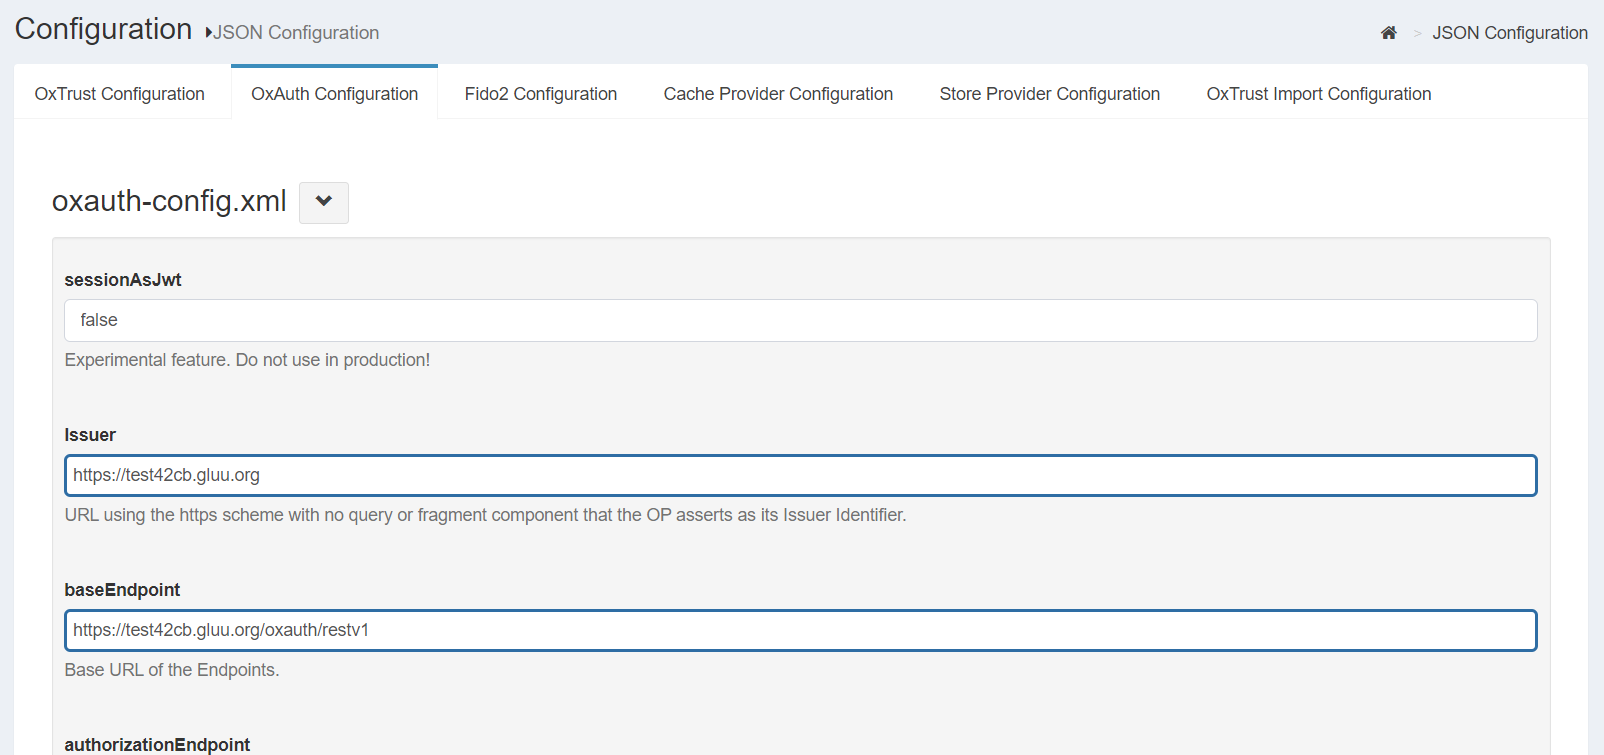 Configuration JSON Configuration > JSON Configuration
OxTrust Configuration OxAuth Configuration Fido2 Configuration Cache Provider Configuration Store Provider Configuration OxTrust Import Configuration
oxauth-config.xml
sessionAsJwt
false
Experimental feature. Do not use in production!
Issuer
https://test42cb.gluu.org
URL using the https scheme with no query or fragment component that the OP asserts as its Issuer Identifier.
baseEndpoint
https://test42cb.gluu.org/oxauth/restv1
Base URL of the Endpoints.
authorizationEndpoint